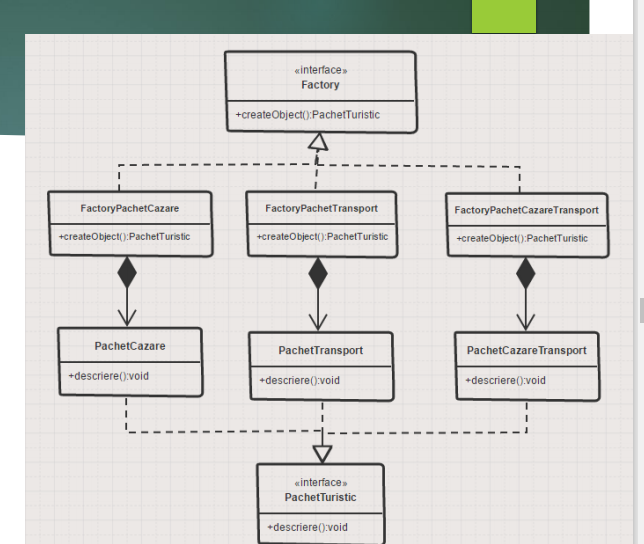 «interface»
Factory
+createObject():PachetTuristic
FactoryPachetCazare
+createObject():PachetTuristic
FactoryPachetTransport
+createObject():PachetTuristic
FactoryPachetCazareTransport
+createObject():PachetTuristic
PachetCazare
+descriere():void
PachetTransport
+descriere():void
PachetCazareTransport
+descriere():void
«interface»
PachetTuristic
+descriere():void